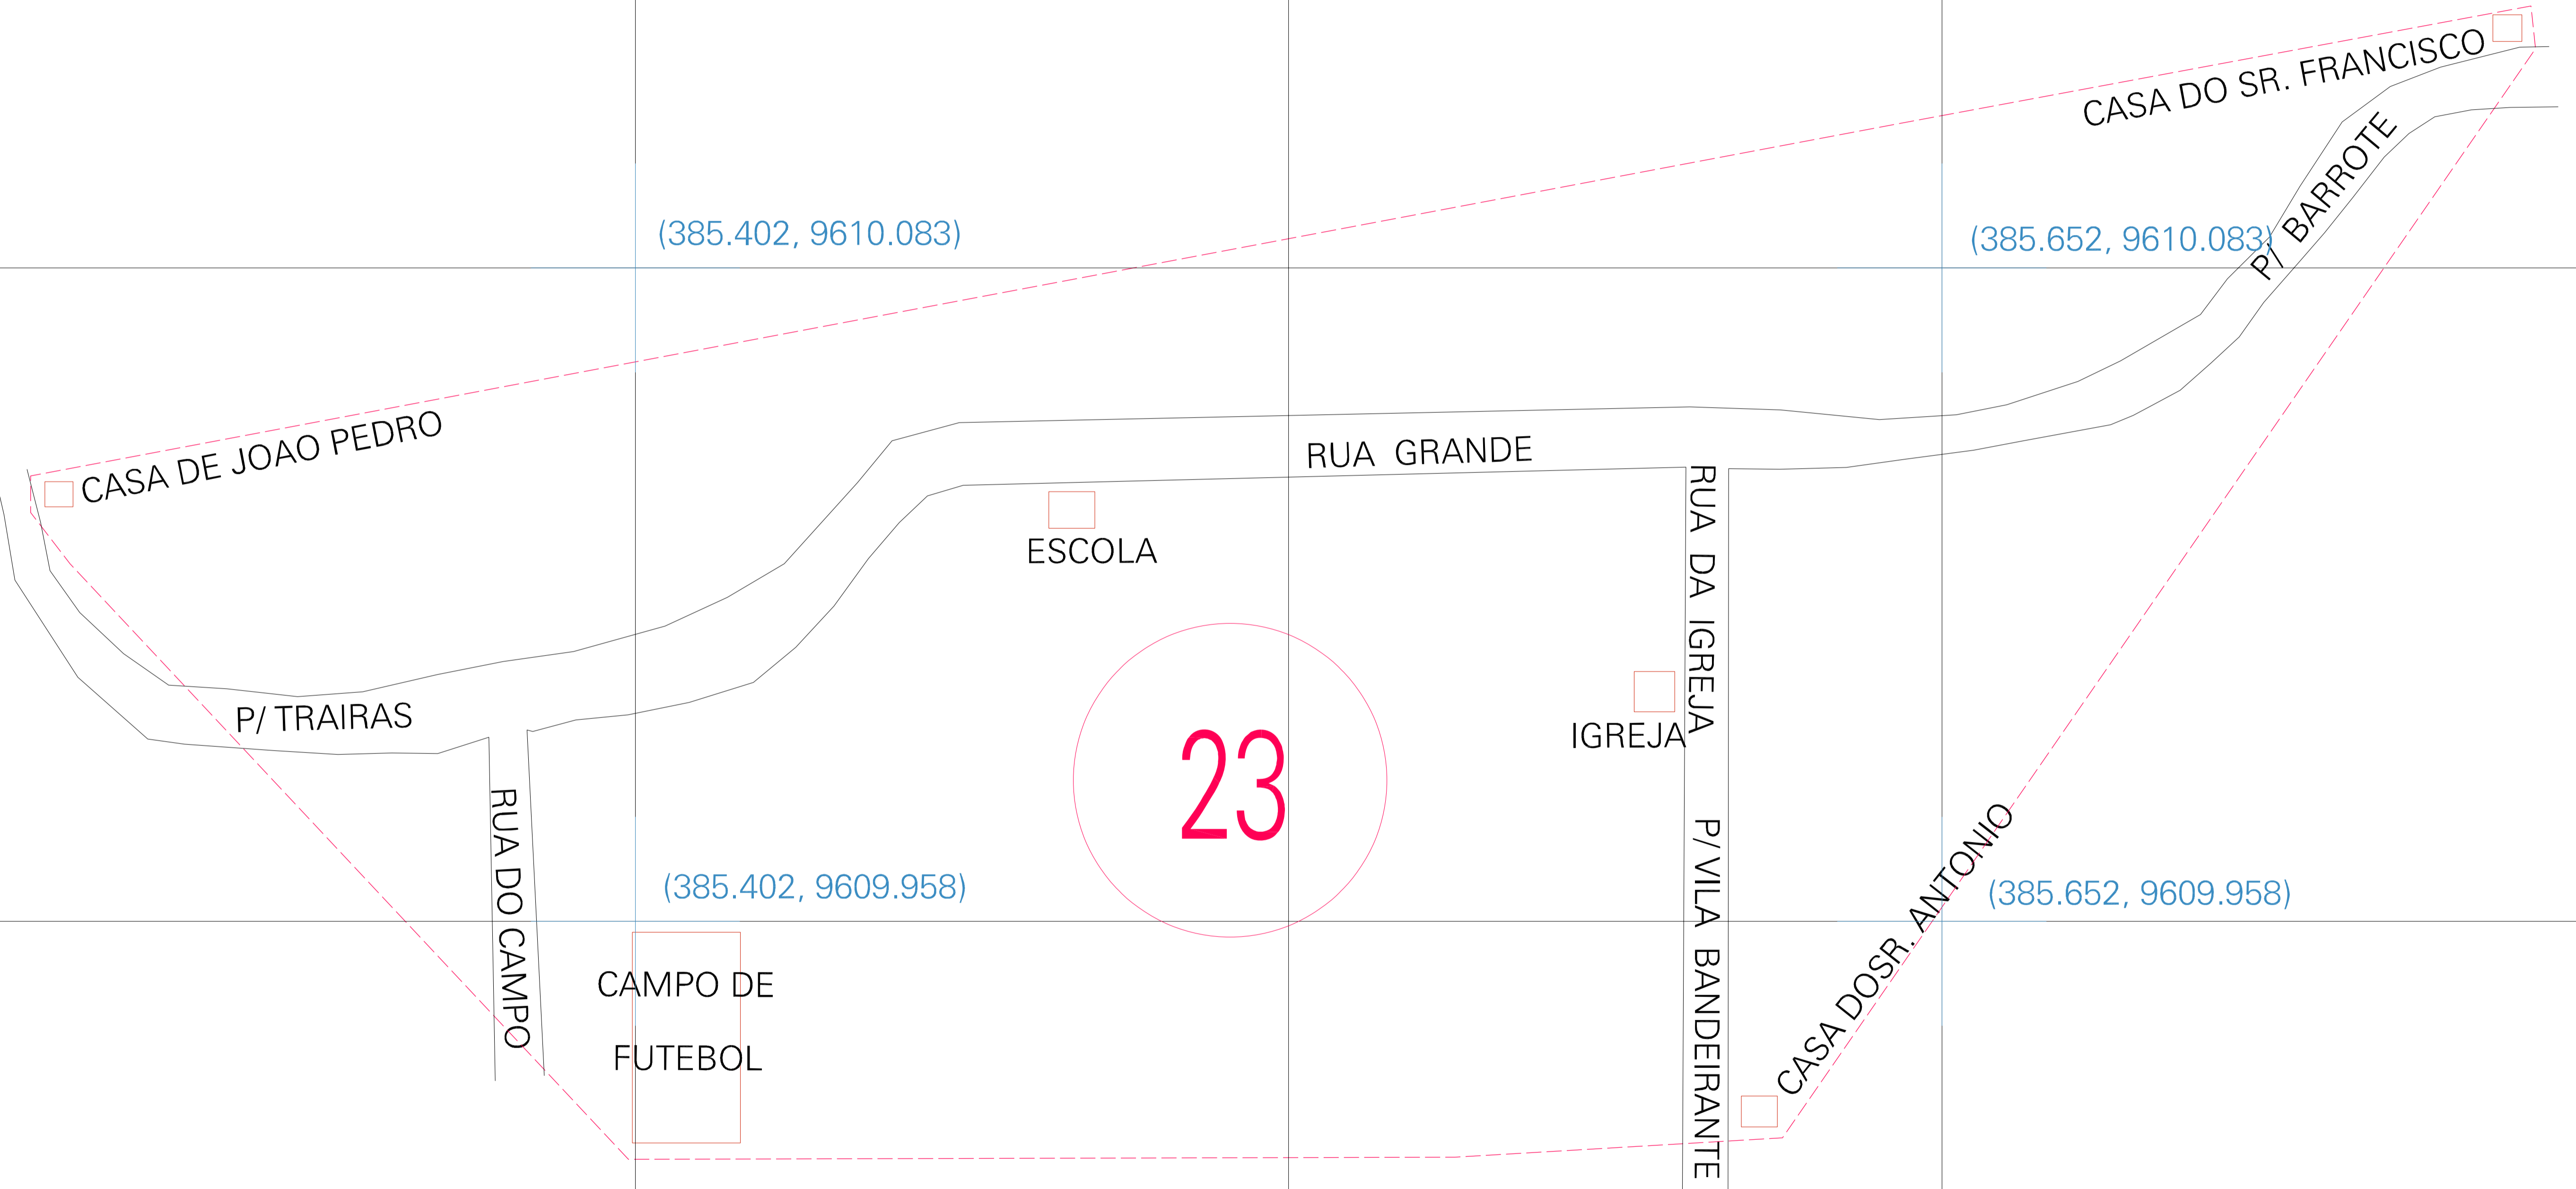 CASA DO SR. FRANCISCO
P/ BARROTE
(385.402, 9610.083)
(385.652, 9610.083)
CASA DE JOAO PEDRO
RUA GRANDE
ESCOLA
RUA DA IGREJA
IGREJA
P/ TRAIRAS
23
RUA DO CAMPO
P/ VILA BANDEIRANTE
CASA DOSR. ANTONIO
(385.402, 9609.958)
(385.652, 9609.958)
CAMPO DE
FUTEBOL